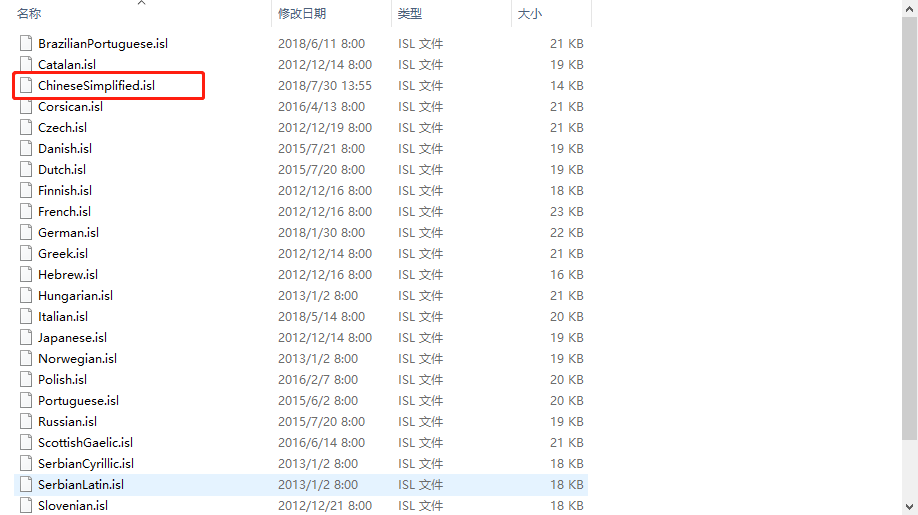 名称 修改日期 类型 大小
BrazilianPortuguese.isl 2018/6/11 8:00 ISL 文件 21 KB
Catalan.isl 2012/12/14 8:00 ISL 文件 19 KB
ChineseSimplified.isl 2018/7/30 13:55 ISL 文件 14 KB
Corsican.isl 2016/4/13 8:00 ISL 文件 21 KB
Czech.isl 2012/12/19 8:00 ISL 文件 21 KB
Danish.isl 2015/7/21 8:00 ISL 文件 19 KB
Dutch.isl 2015/7/20 8:00 ISL 文件 19 KB
Finnish.isl 2012/12/16 8:00 ISL 文件 18 KB
French.isl 2012/12/16 8:00 ISL 文件 23 KB
German.isl 2018/1/30 8:00 ISL 文件 22 KB
Greek.isl 2012/12/14 8:00 ISL 文件 21 KB
Hebrew.isl 2012/12/16 8:00 ISL 文件 16 KB
Hungarian.isl 2013/1/2 8:00 ISL 文件 21 KB
Italian.isl 2018/5/14 8:00 ISL 文件 20 KB
Japanese.isl 2012/12/14 8:00 ISL 文件 19 KB
Norwegian.isl 2013/1/2 8:00 ISL 文件 19 KB
Polish.isl 2016/2/7 8:00 ISL 文件 20 KB
Portuguese.isl 2015/6/2 8:00 ISL 文件 20 KB
Russian.isl 2015/7/20 8:00 ISL 文件 19 KB
ScottishGaelic.isl 2016/6/14 8:00 ISL 文件 21 KB
SerbianCyrillic.isl 2013/1/2 8:00 ISL 文件 18 KB
SerbianLatin.isl 2013/1/2 8:00 ISL 文件 18 KB
Slovenian.isl 2012/12/21 8:00 ISL 文件 18 KB